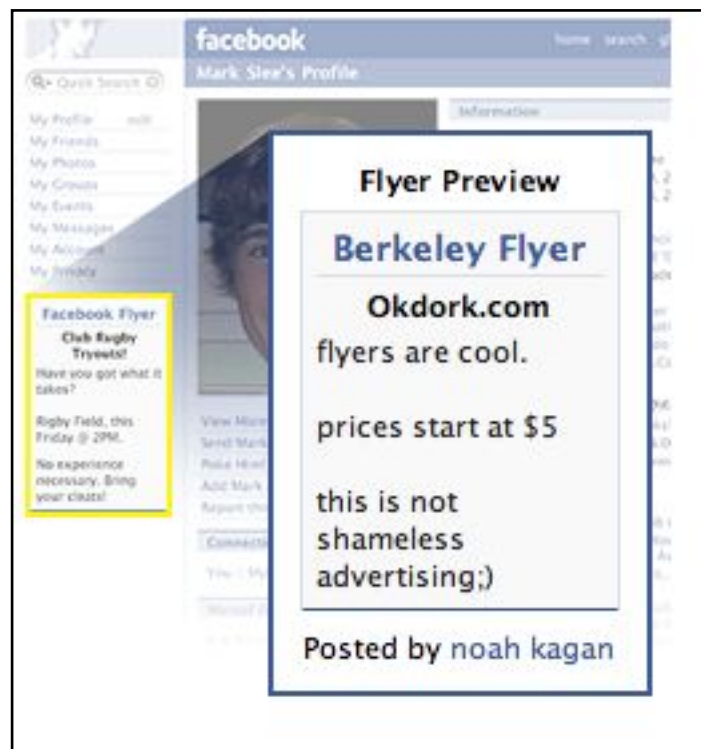 facebook
home search
Mark Slee's Profile
Quick Search
Information
My Profile edit
My Friends
My Photos
My Groups
My Events
My Messages
My Account
My Privacy
Facebook Flyer
Club Rugby
Tryouts!
Have you got what it
takes?
Rigby Field, this
Friday @ 2PM.
No experience
necessary. Bring
your cleats!
View More
Send Mark
Poke Him!
Add Mark
Report this
Flyer Preview
Berkeley Flyer
Okdork.com
flyers are cool.
prices start at $5
this is not
shameless
advertising;)
Posted by noah kagan